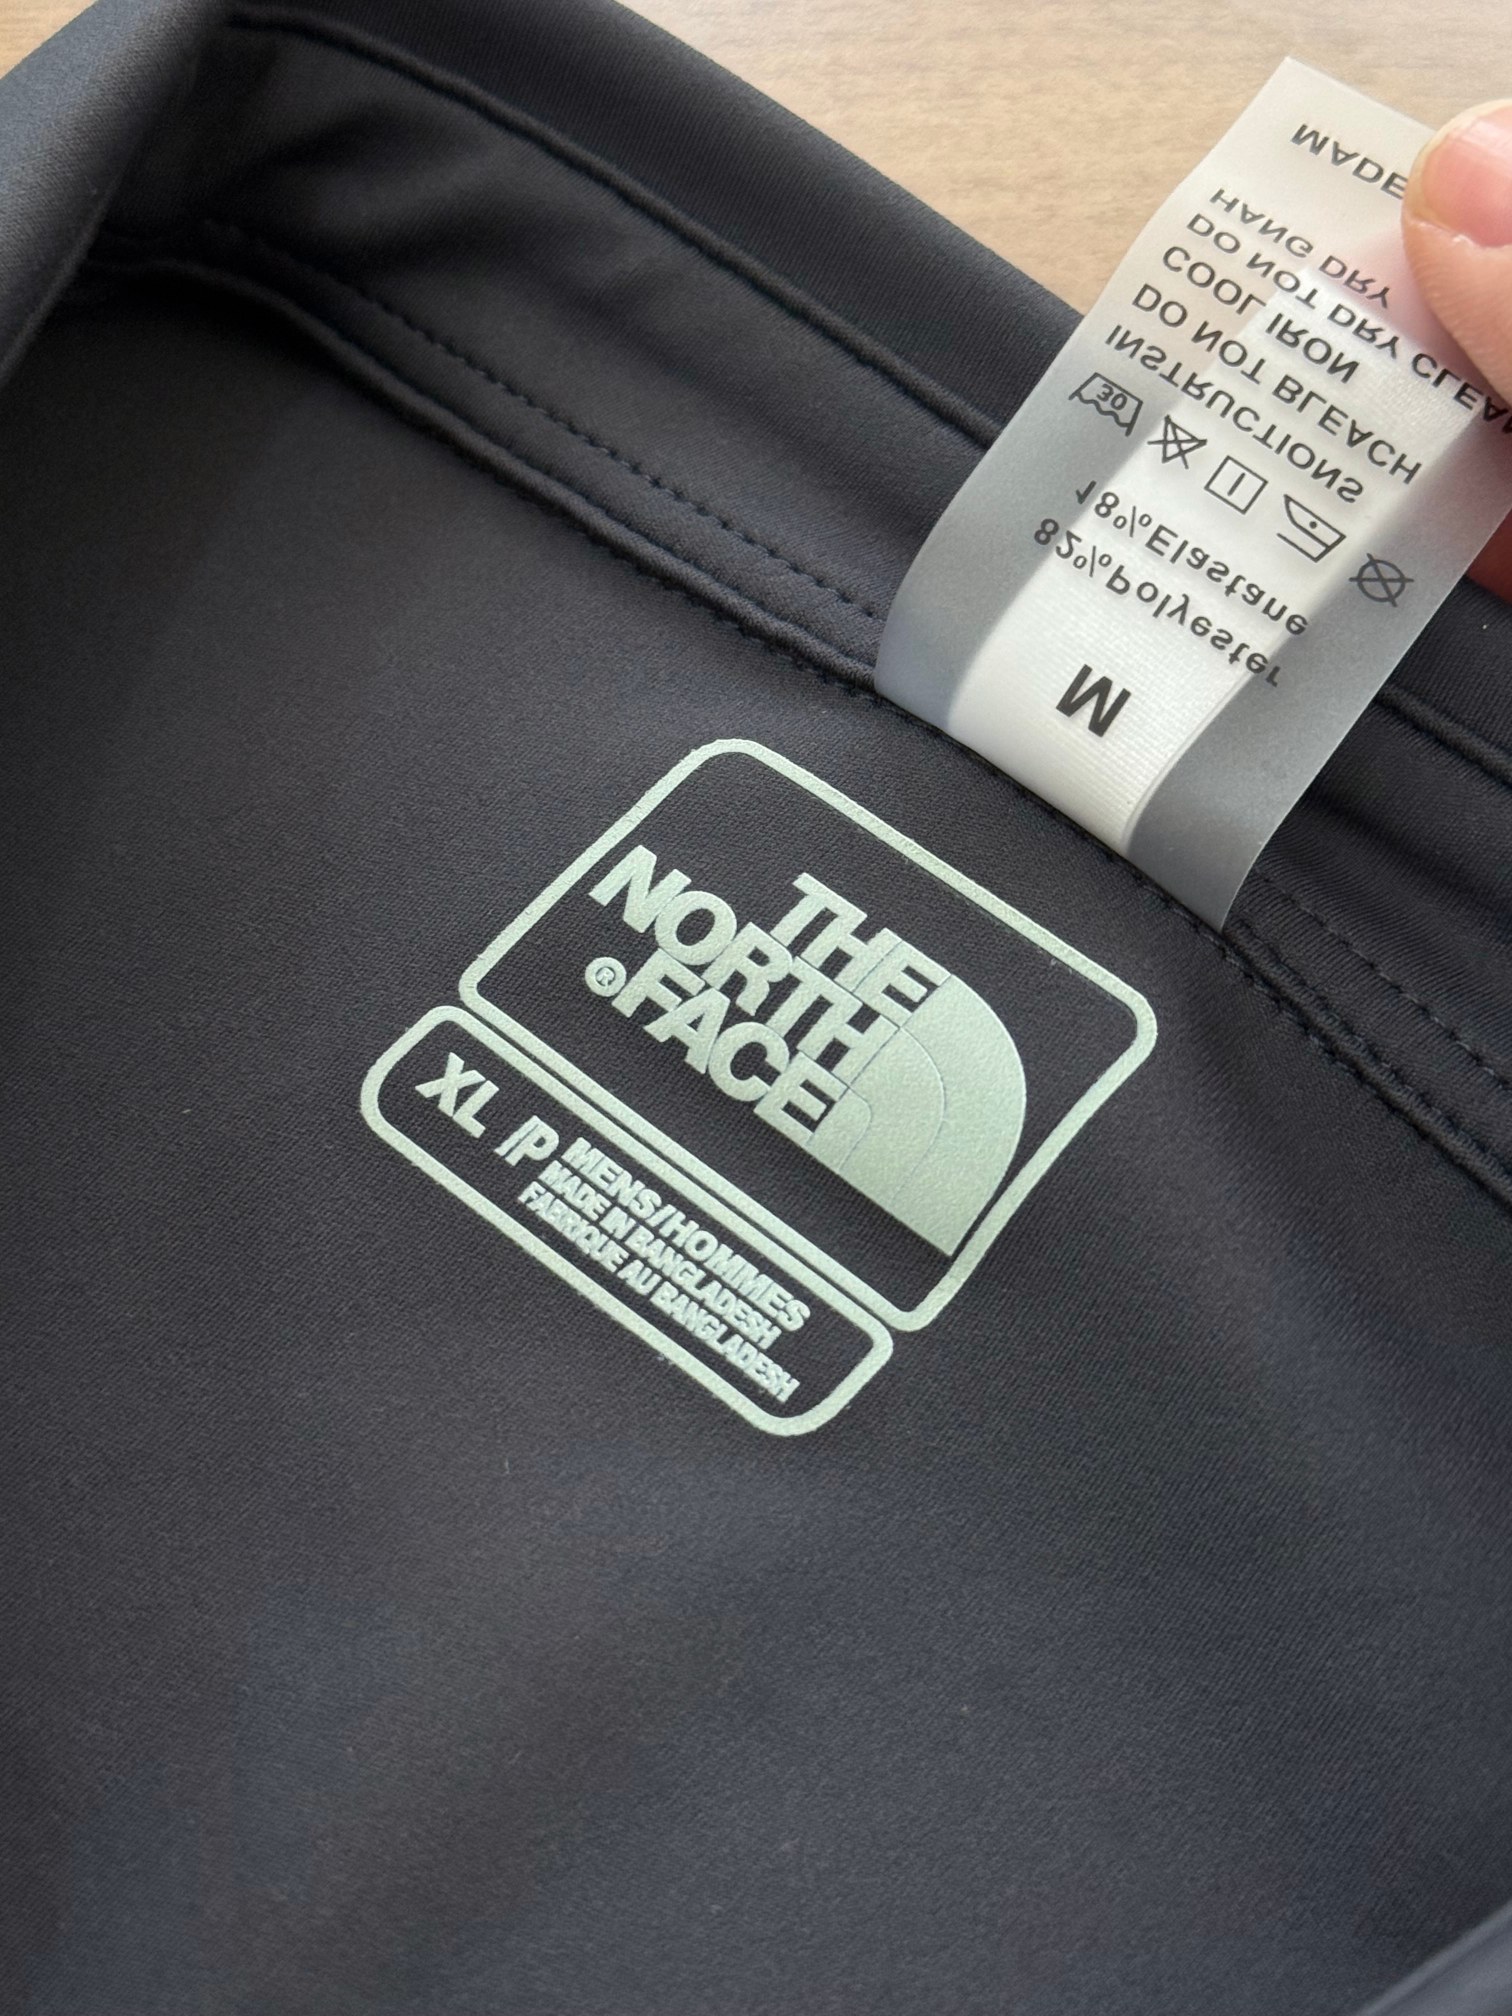 M
82%Polyester
18%Elastane
30
INSTRUCTIONS
DO NOT BLEACH
COOL IRON
DO NOT DRY CLEAN
HANG DRY
MADE
THE
NORTH
®FACE
XL /P
MENS/HOMMES
MADE IN BANGLADESH
FABRIQUE AU BANGLADESH